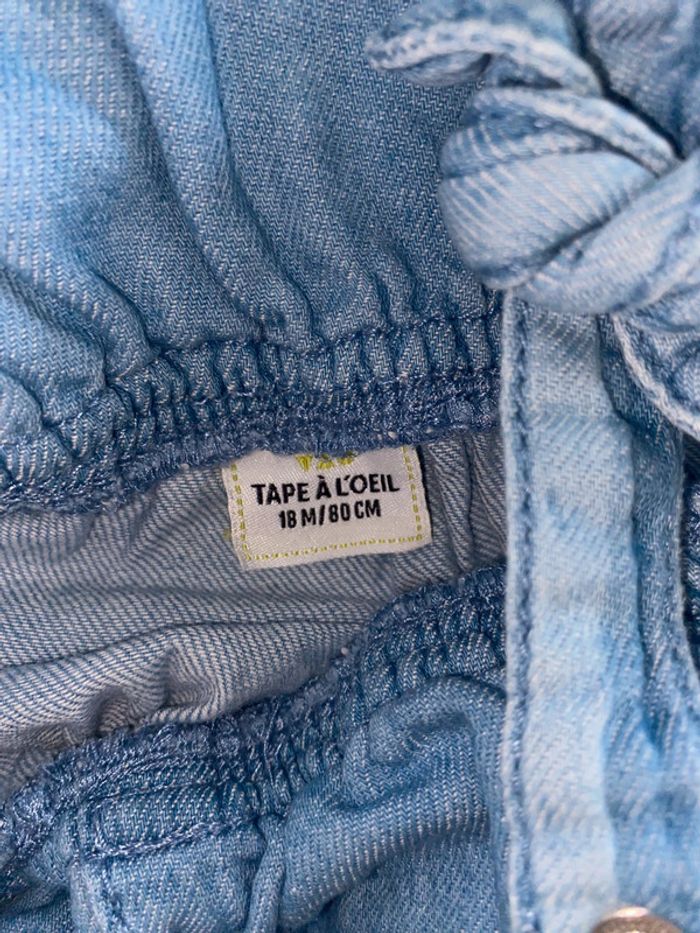 TAPE À L'OEIL
18 M/80 CM